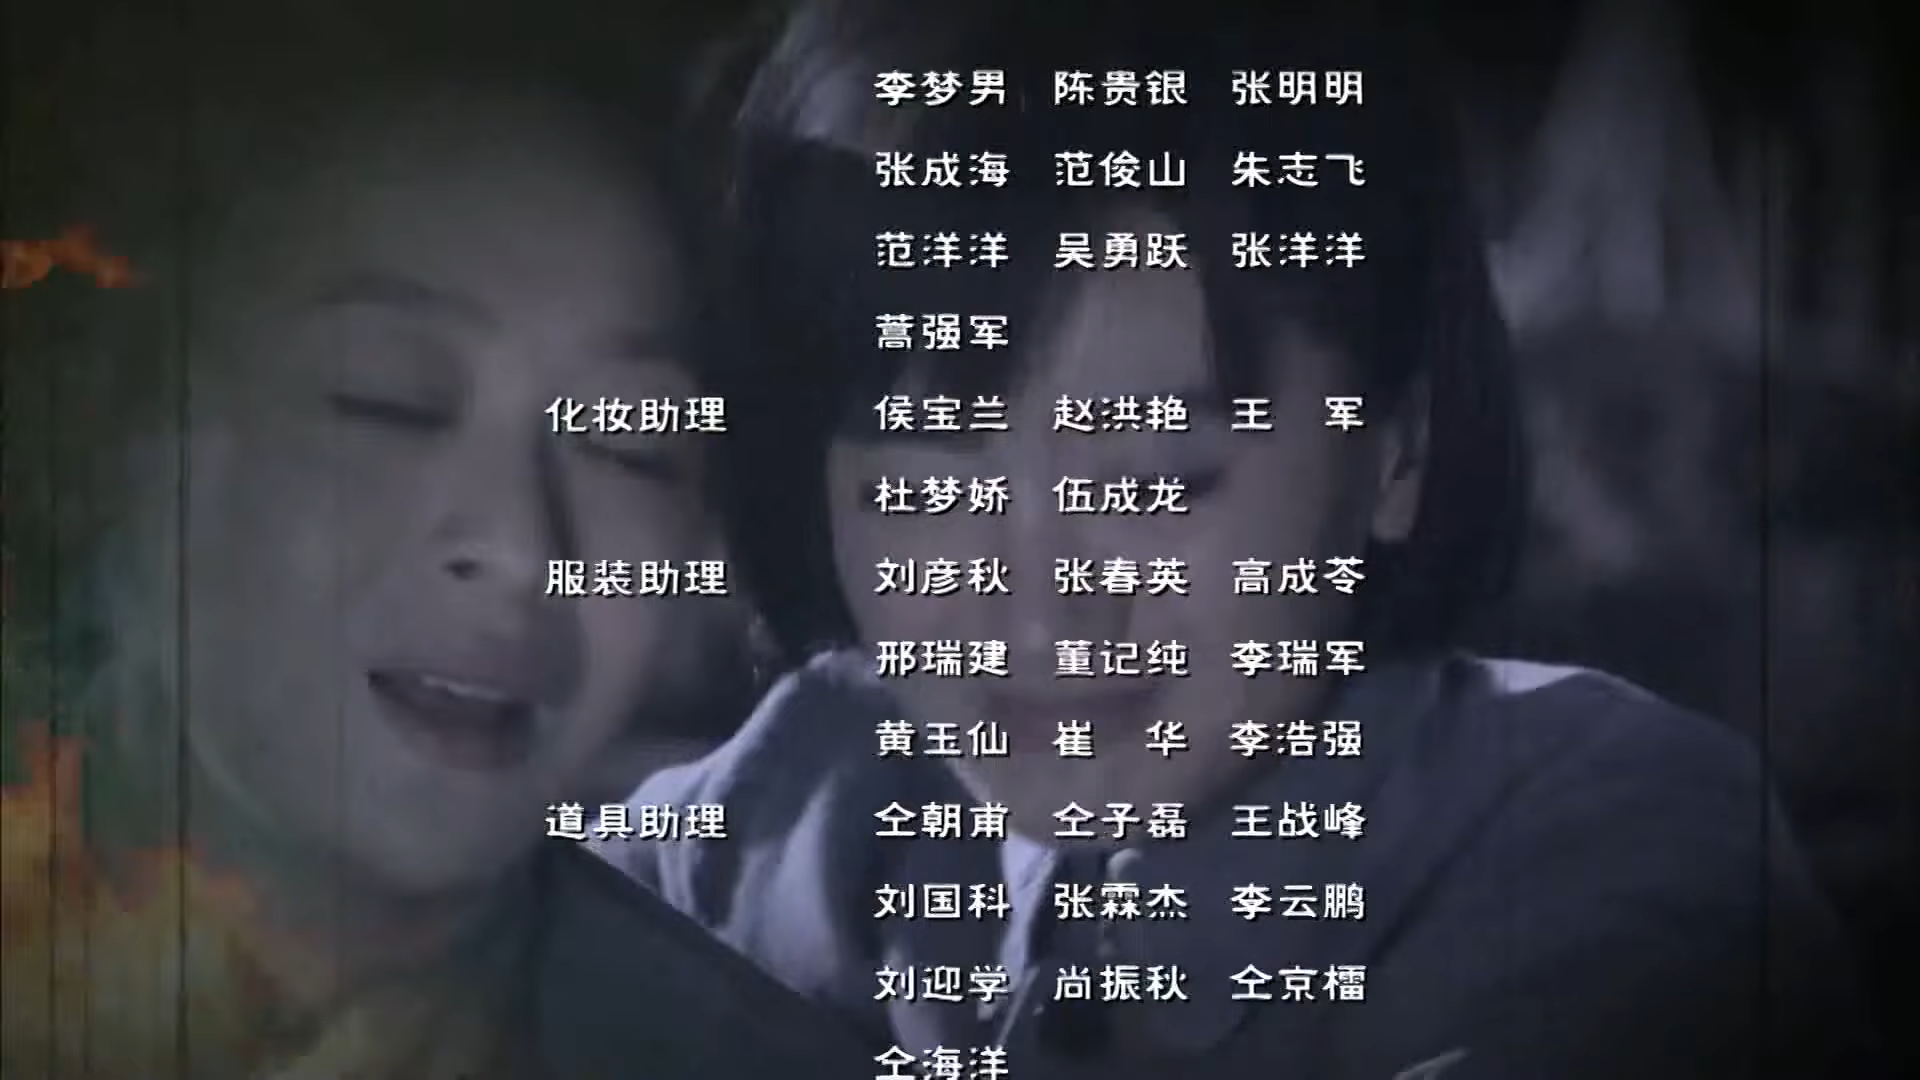 李梦男 陈贵银 张明明
张成海 范俊山 朱志飞
范洋洋 吴勇跃 张洋洋
蒿强军
化妆助理 侯宝兰 赵洪艳 王 军
杜梦娇 伍成龙
服装助理 刘彦秋 张春英 高成苓
邢瑞建 董记纯 李瑞军
黄玉仙 崔 华 李浩强
道具助理 仝朝甫 仝子磊 王战峰
刘国科 张霖杰 李云鹏
刘迎学 尚振秋 仝京檑
仝海洋